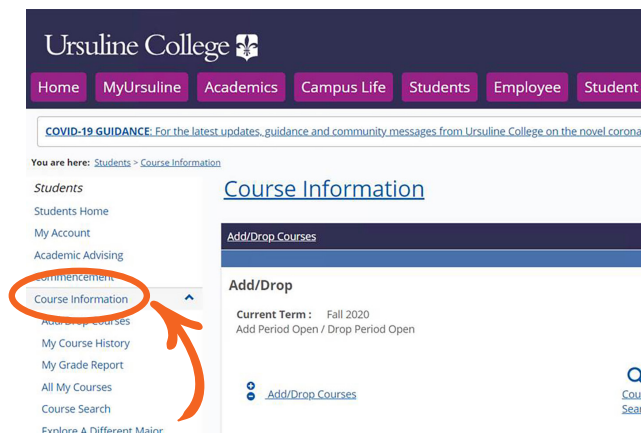 Ursuline College
Home MyUrsuline Academics Campus Life Students Employee Student
COVID-19 GUIDANCE: For the latest updates, guidance and community messages from Ursuline College on the novel corona
You are here: Students > Course Information
Students
Students Home
My Account
Academic Advising
Commencement
Course Information
Add/Drop Courses
My Course History
My Grade Report
All My Courses
Course Search
Explore A Different Major
Course Information
Add/Drop Courses
Add/Drop
Current Term : Fall 2020
Add Period Open / Drop Period Open
Add/Drop Courses
Cou
Sear